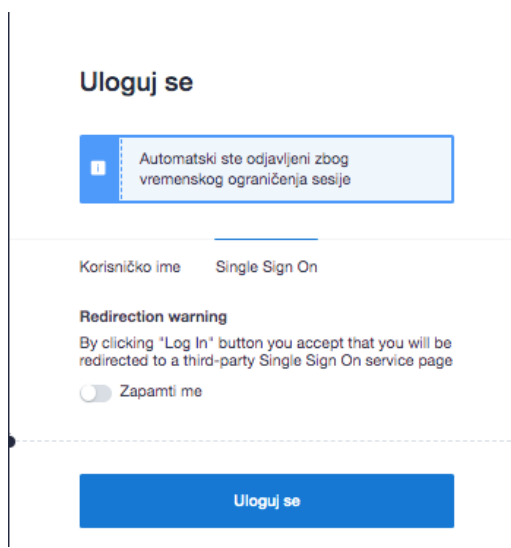 Uloguj se
Automatski ste odjavljeni zbog
vremenskog ograničenja sesije
Korisničko ime Single Sign On
Redirection warning
By clicking "Log In" button you accept that you will be
redirected to a third-party Single Sign On service page
Zapamti me
Uloguj se